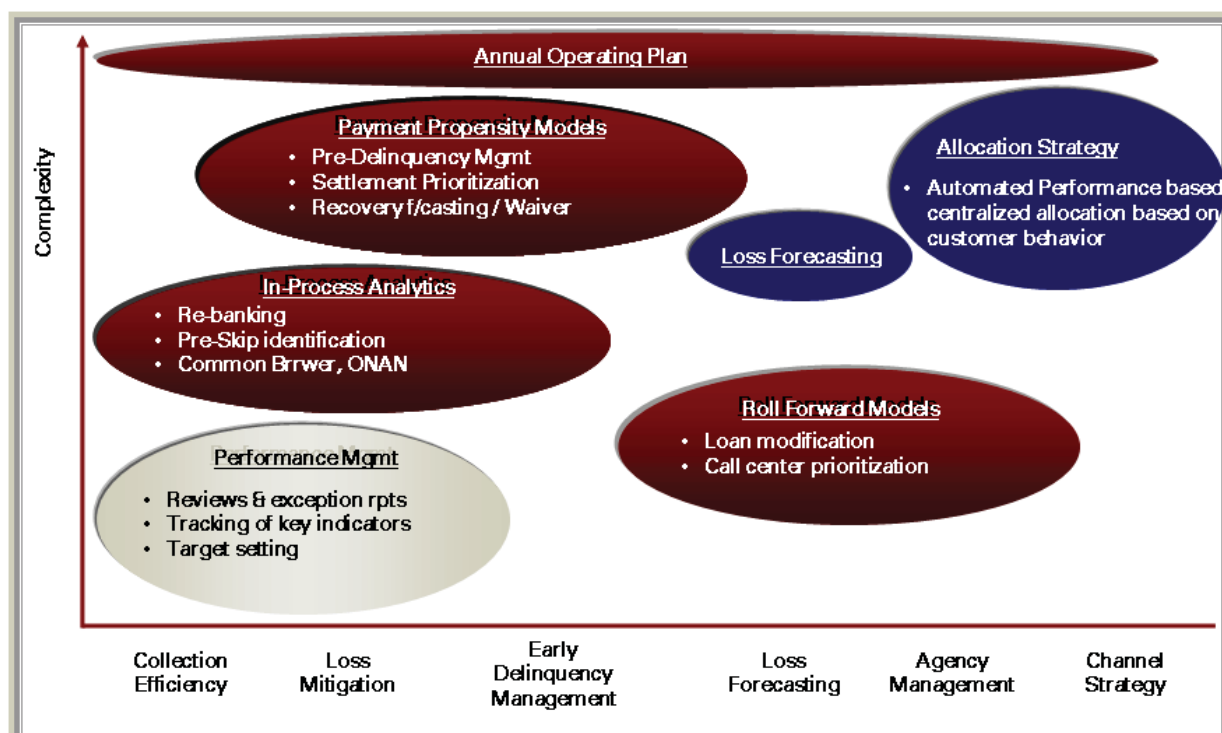 Annual Operating Plan
Payment Propensity Models
• Pre-Delinquency Mgmt
• Settlement Prioritization
• Recovery f/casting / Waiver
Allocation Strategy
• Automated Performance based
centralized allocation based on
customer behavior
Loss Forecasting
Complexity
In-Process Analytics
• Re-banking
• Pre-Skip identification
• Common Brrwer, ONAN
Roll Forward Models
• Loan modification
• Call center prioritization
Performance Mgmt
• Reviews & exception rpts
• Tracking of key indicators
• Target setting
Collection
Efficiency
Loss
Mitigation
Early
Delinquency
Management
Loss
Forecasting
Agency
Management
Channel
Strategy